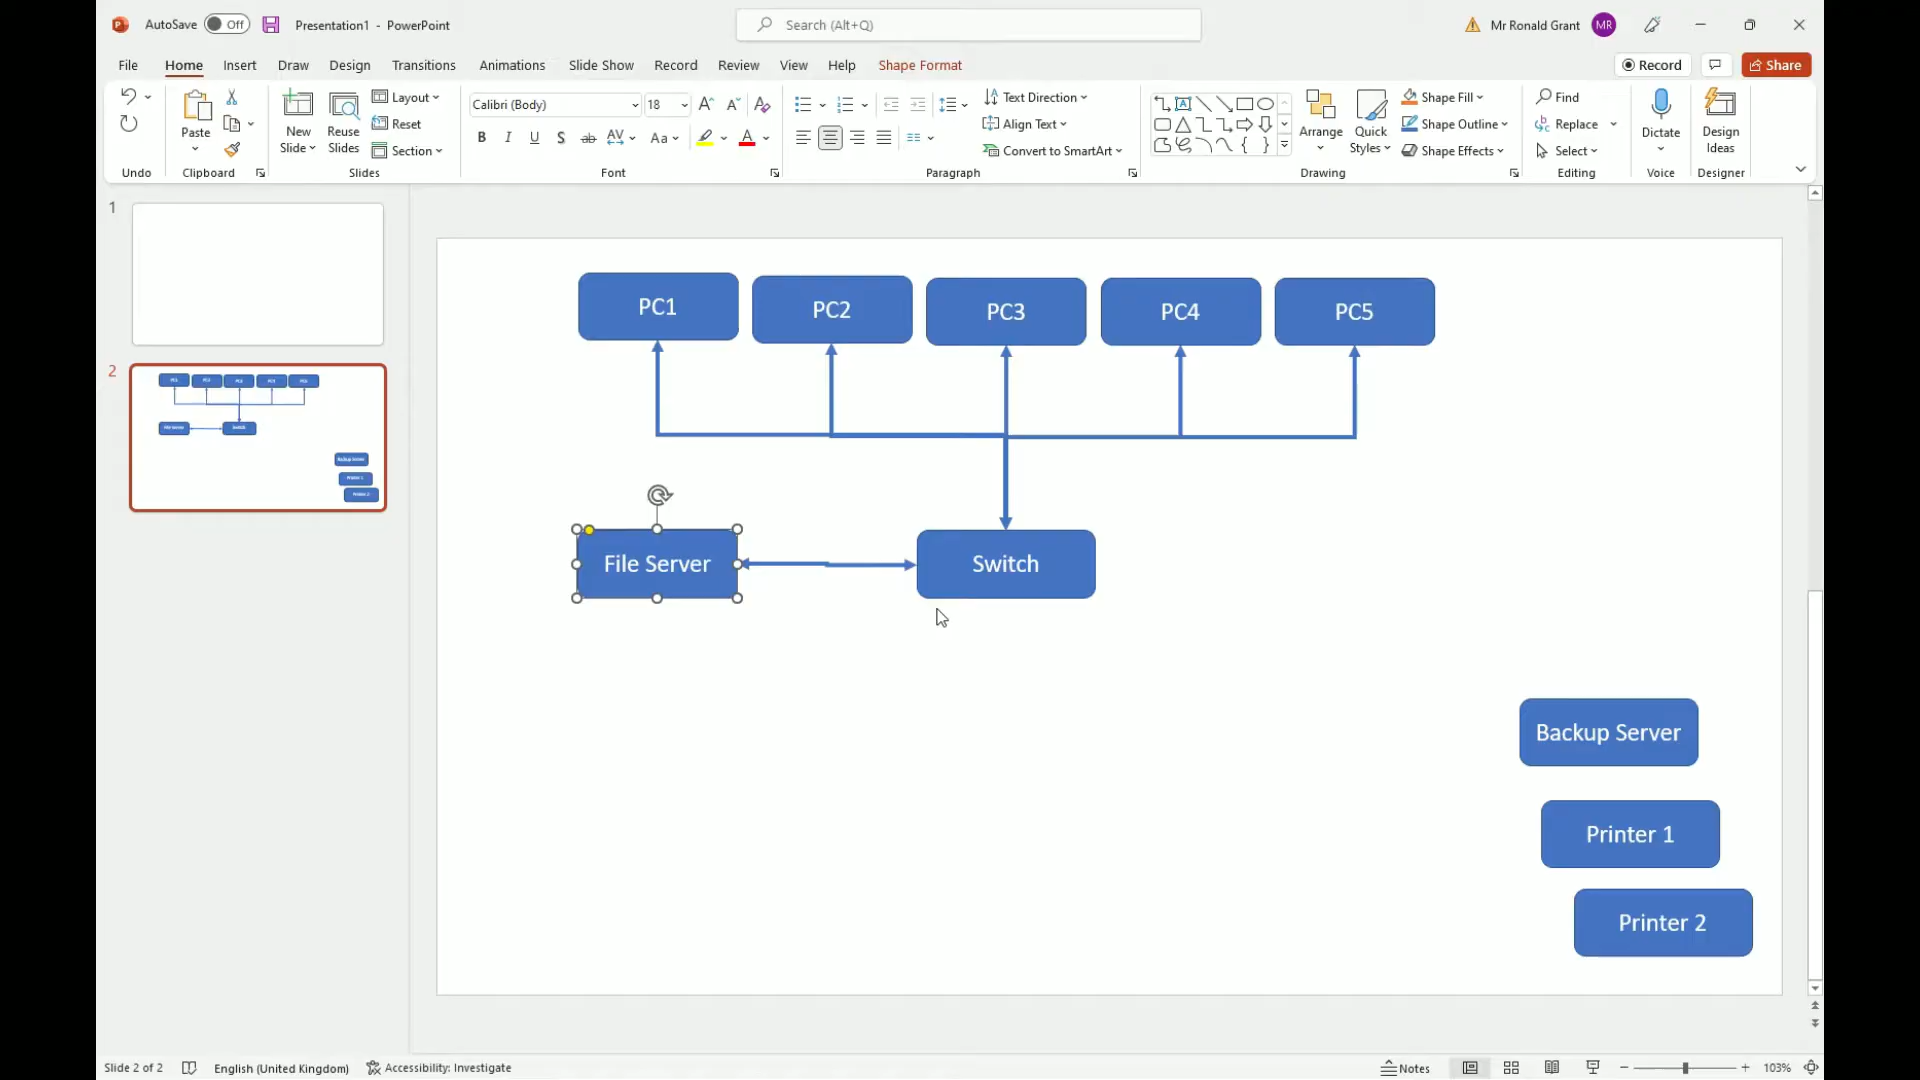 AutoSave Off Presentation1 - PowerPoint Search (Alt+Q) Mr Ronald Grant MR
File Home Insert Draw Design Transitions Animations Slide Show Record Review View Help Shape Format Record Share
Paste New Slide Reuse Slides Layout Reset Section
Calibri (Body) 18
B I U S ab AV Aa A
Text Direction Align Text Convert to SmartArt
Arrange Quick Styles Shape Fill Shape Outline Shape Effects
Find Replace Select
Dictate Design Ideas
Undo Clipboard Slides Font Paragraph Drawing Editing Voice Designer
1
2
PC1 PC2 PC3 PC4 PC5
File Server Switch
Backup Server
Printer 1
Printer 2
Slide 2 of 2 English (United Kingdom) Accessibility: Investigate Notes 103%